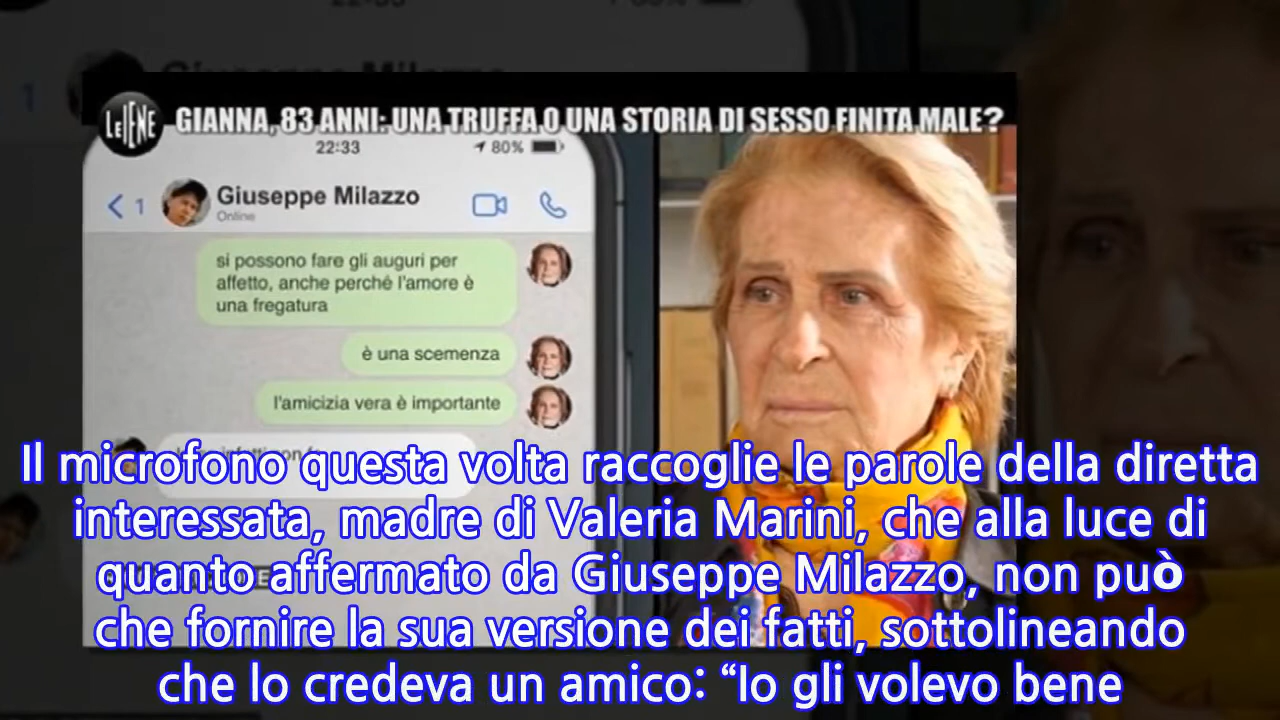 LE IENE
GIANNA, 83 ANNI: UNA TRUFFA O UNA STORIA DI SESSO FINITA MALE?
22:33
80%
1
Giuseppe Milazzo
Online
si possono fare gli auguri per
affetto, anche perché l'amore è
una fregatura
è una scemenza
l'amicizia vera è importante
Il microfono questa volta raccoglie le parole della diretta
interessata, madre di Valeria Marini, che alla luce di
quanto affermato da Giuseppe Milazzo, non può
che fornire la sua versione dei fatti, sottolineando
che lo credeva un amico: “Io gli volevo bene